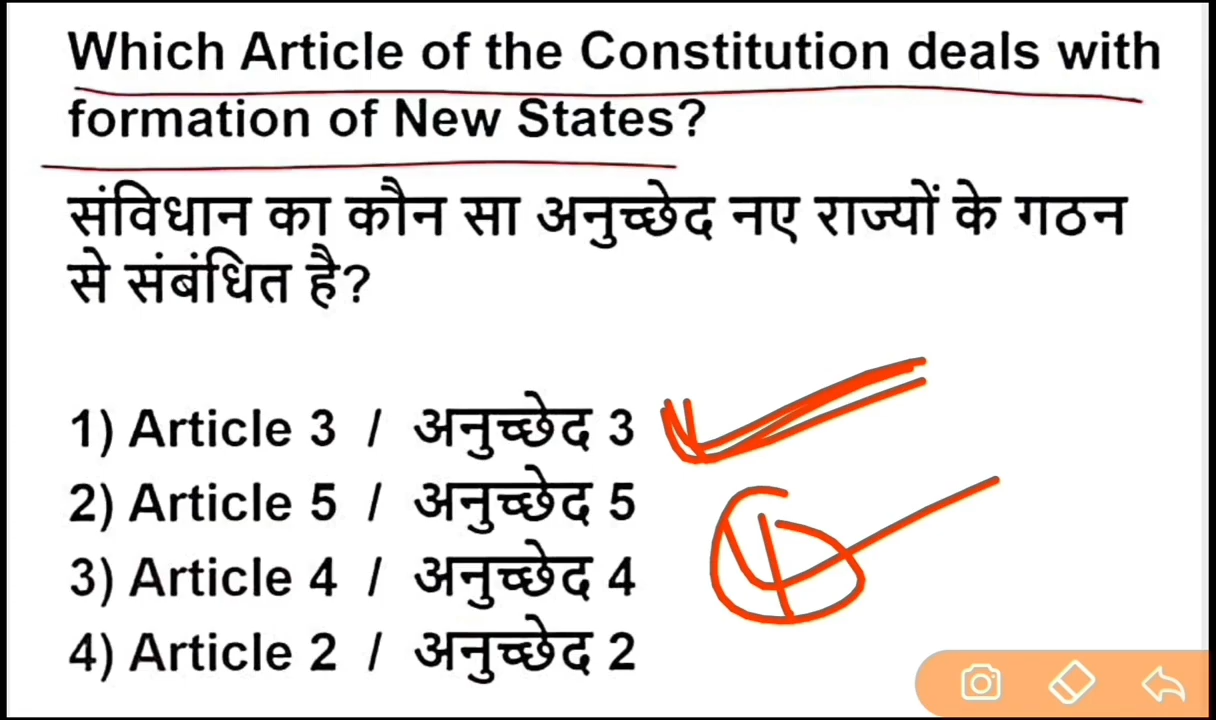 Which Article of the Constitution deals with
formation of New States?
संविधान का कौन सा अनुच्छेद नए राज्यों के गठन
से संबंधित है?
1) Article 3 / अनुच्छेद 3
2) Article 5 / अनुच्छेद 5
3) Article 4 / अनुच्छेद 4
4) Article 2 / अनुच्छेद 2